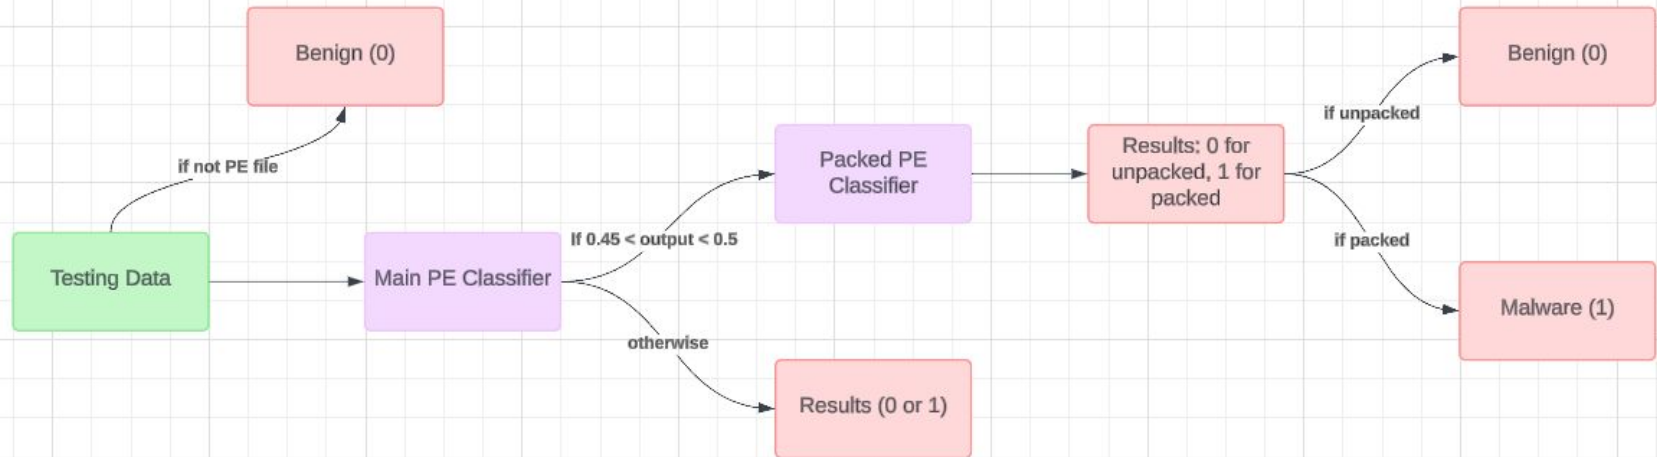 Benign (0)
if not PE file
Testing Data
Main PE Classifier
If 0.45 < output < 0.5
otherwise
Packed PE
Classifier
Results (0 or 1)
Results: 0 for
unpacked, 1 for
packed
if unpacked
if packed
Benign (0)
Malware (1)